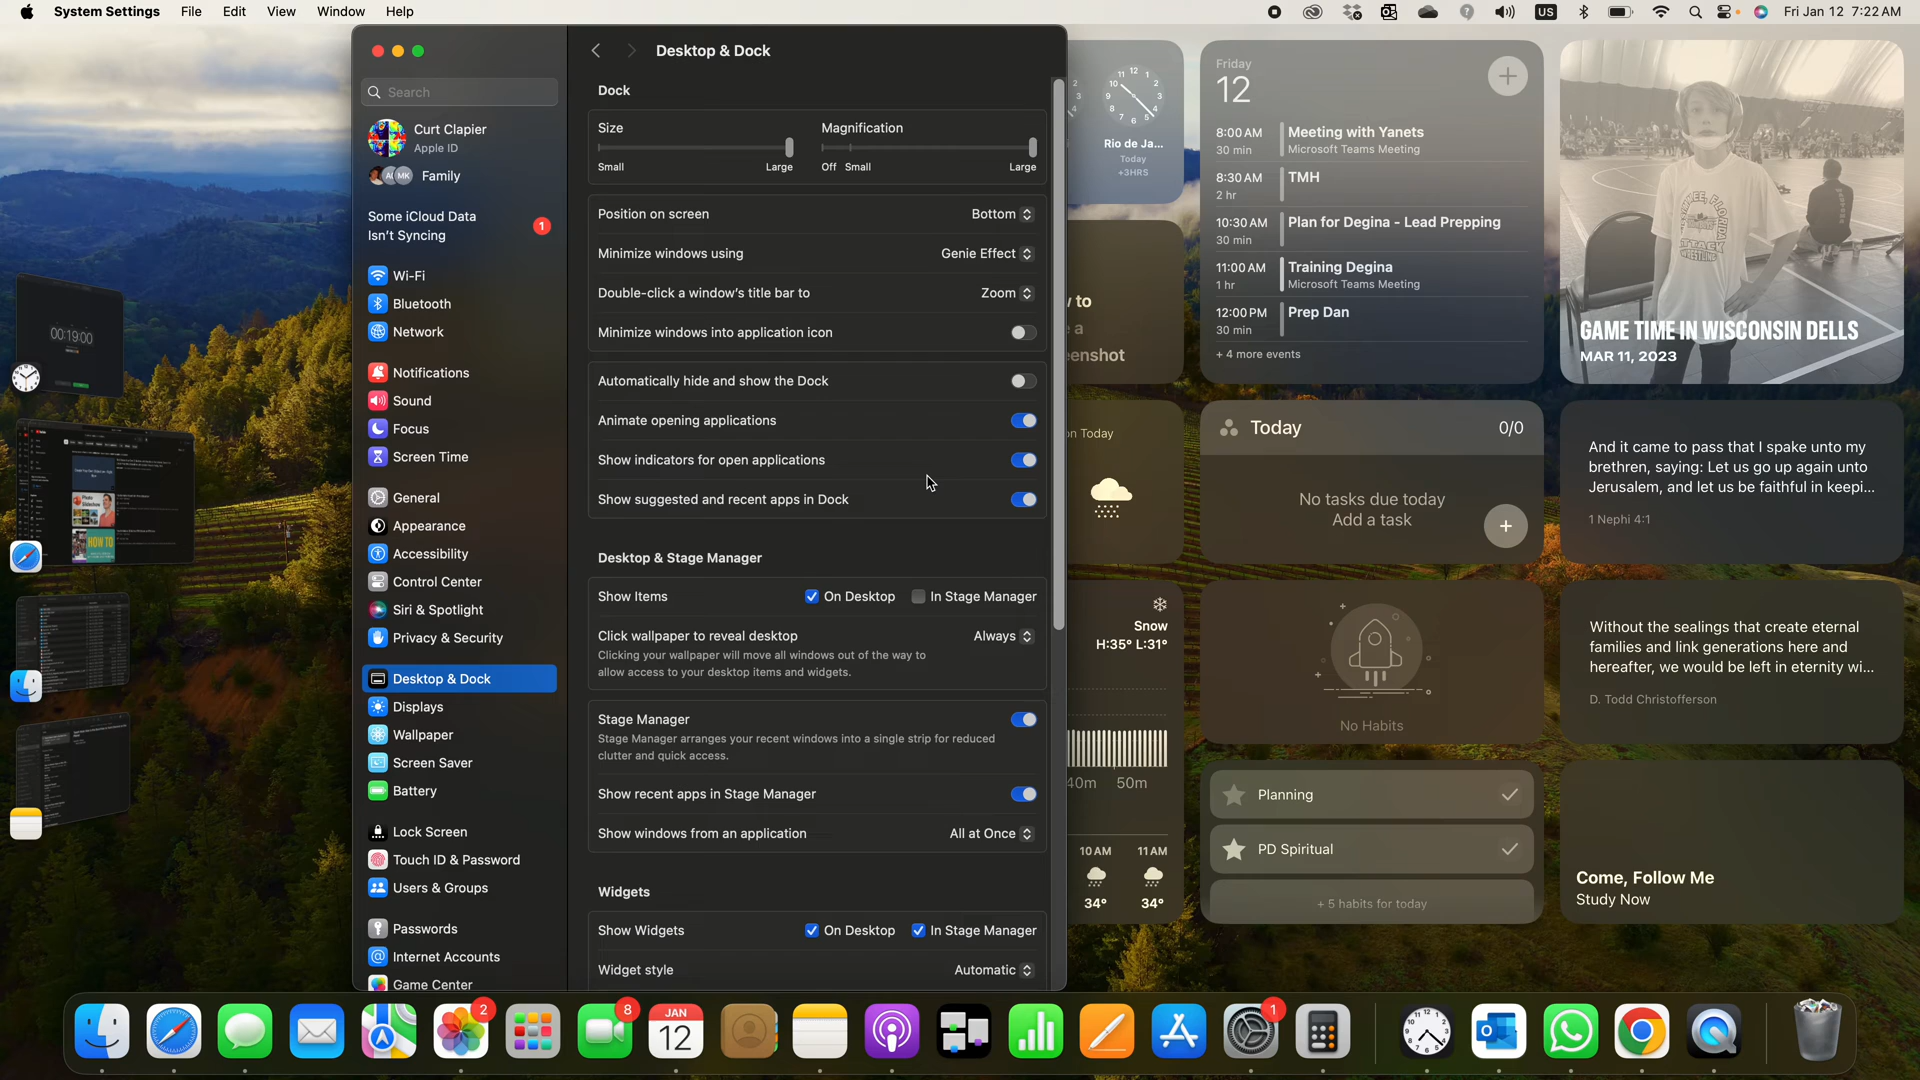 System Settings File Edit View Window Help
US Fri Jan 12 7:22 AM
Desktop & Dock
Search
Curt Clapier
Apple ID
MK
Family
Some iCloud Data
Isn't Syncing
1
Wi-Fi
Bluetooth
Network
Notifications
Sound
Focus
Screen Time
General
Appearance
Accessibility
Control Center
Siri & Spotlight
Privacy & Security
Desktop & Dock
Displays
Wallpaper
Screen Saver
Battery
Lock Screen
Touch ID & Password
Users & Groups
Passwords
Internet Accounts
Game Center
Dock
Size Magnification
Small Large Off Small Large
Position on screen Bottom
Minimize windows using Genie Effect
Double-click a window's title bar to Zoom
Minimize windows into application icon
Automatically hide and show the Dock
Animate opening applications
Show indicators for open applications
Show suggested and recent apps in Dock
Desktop & Stage Manager
Show Items On Desktop In Stage Manager
Click wallpaper to reveal desktop Always
Clicking your wallpaper will move all windows out of the way to
allow access to your desktop items and widgets.
Stage Manager
Stage Manager arranges your recent windows into a single strip for reduced
clutter and quick access.
Show recent apps in Stage Manager
Show windows from an application All at Once
Widgets
Show Widgets On Desktop In Stage Manager
Widget style Automatic
00:19:00
HOW TO
Rio de Ja...
Today
+3HRS
to
a
enshot
on Today
Snow
H:35° L:31°
40m 50m
10 AM 11 AM
34° 34°
Friday
12
8:00 AM Meeting with Yanets
30 min Microsoft Teams Meeting
8:30 AM TMH
2 hr
10:30 AM Plan for Degina - Lead Prepping
30 min
11:00 AM Training Degina
1 hr Microsoft Teams Meeting
12:00 PM Prep Dan
30 min
+ 4 more events
Today 0/0
No tasks due today
Add a task
No Habits
Planning
PD Spiritual
+ 5 habits for today
ATTACK
WRESTLING
GAME TIME IN WISCONSIN DELLS
MAR 11, 2023
And it came to pass that I spake unto my
brethren, saying: Let us go up again unto
Jerusalem, and let us be faithful in keepi...
1 Nephi 4:1
Without the sealings that create eternal
families and link generations here and
hereafter, we would be left in eternity wi...
D. Todd Christofferson
Come, Follow Me
Study Now
2
8
JAN
12
1